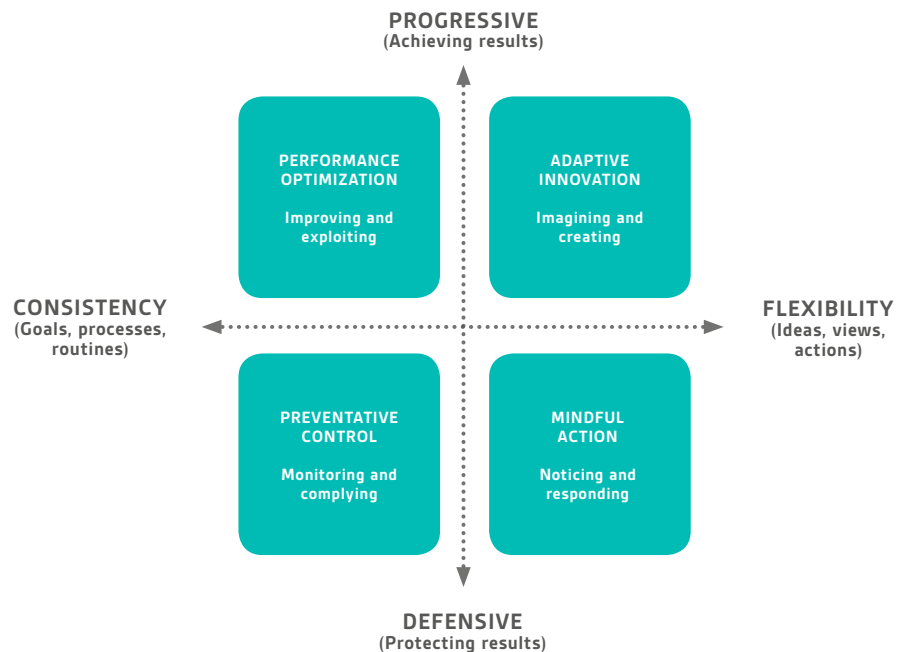 PROGRESSIVE
(Achieving results)
PERFORMANCE
OPTIMIZATION
Improving and
exploiting
ADAPTIVE
INNOVATION
Imagining and
creating
CONSISTENCY
(Goals, processes,
routines)
FLEXIBILITY
(Ideas, views,
actions)
PREVENTATIVE
CONTROL
Monitoring and
complying
MINDFUL
ACTION
Noticing and
responding
DEFENSIVE
(Protecting results)